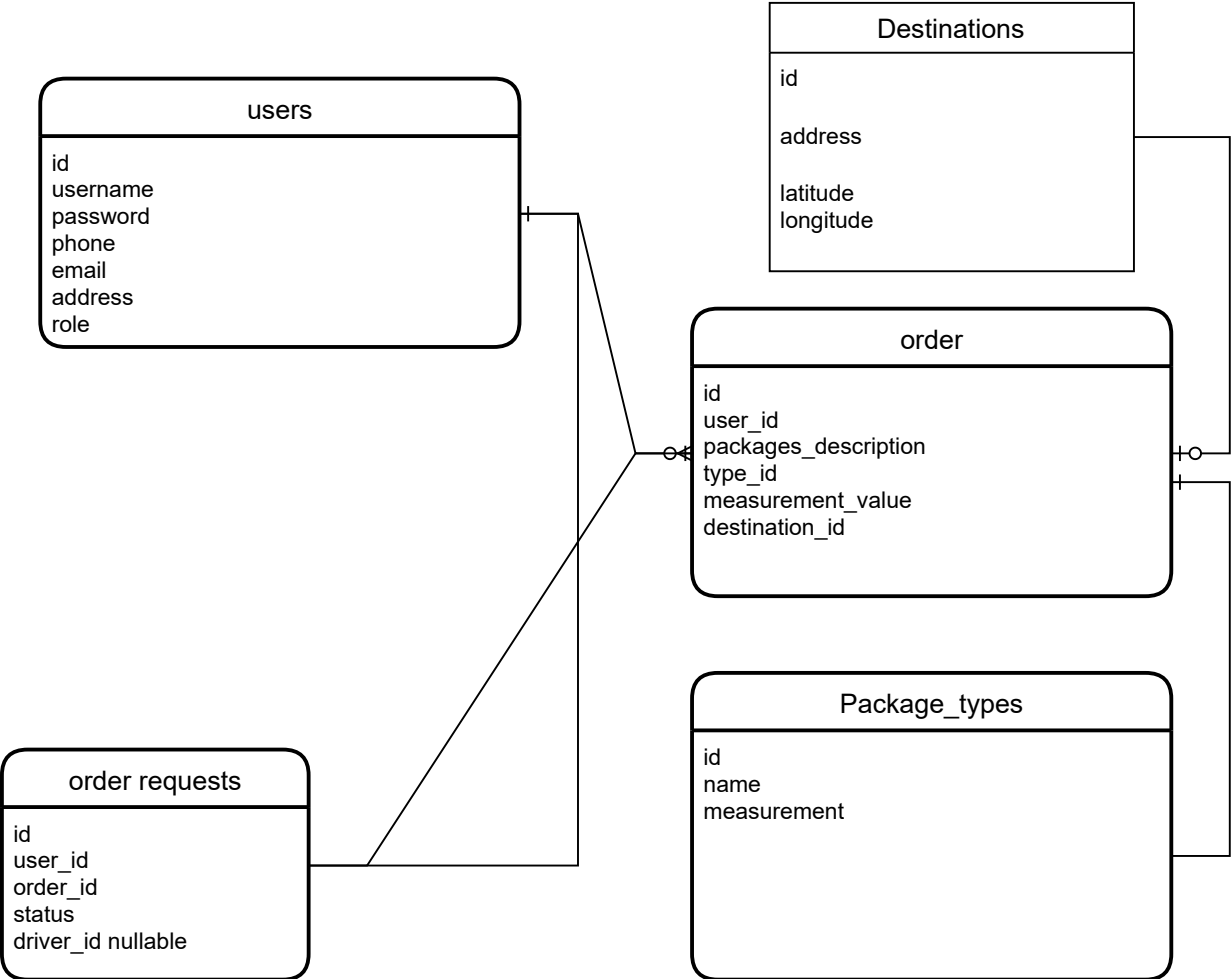 Destinations
id
address
latitude
longitude
users
id
username
password
phone
email
address
role
order
id
user_id
packages_description
type_id
measurement_value
destination_id
Package_types
id
name
measurement
order requests
id
user_id
order_id
status
driver_id nullable